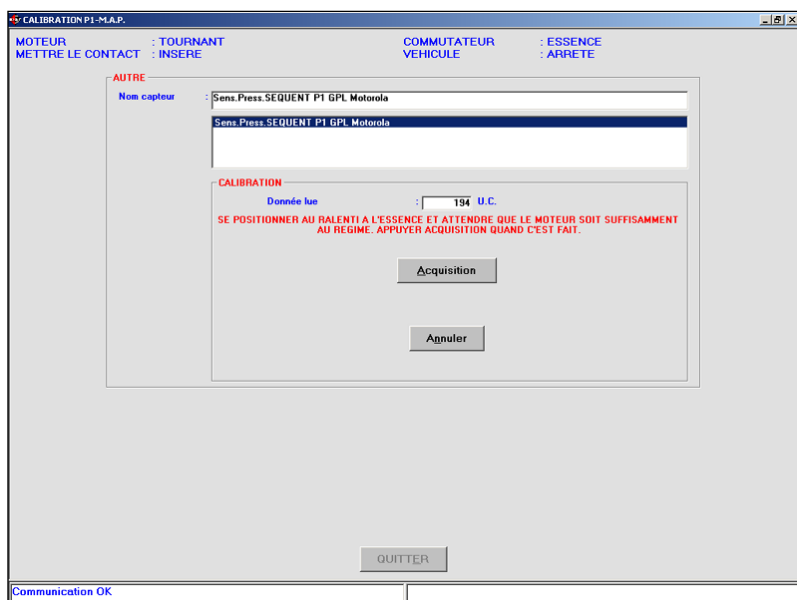 CALIBRATION P1-M.A.P.
MOTEUR : TOURNANT COMMUTATEUR : ESSENCE
METTRE LE CONTACT : INSERE VEHICULE : ARRETE
AUTRE
Nom capteur : Sens.Press.SEQUENT P1 GPL Motorola
Sens.Press.SEQUENT P1 GPL Motorola
CALIBRATION
Donnée lue : 194 U.C.
SE POSITIONNER AU RALENTI A L'ESSENCE ET ATTENDRE QUE LE MOTEUR SOIT SUFFISAMMENT
AU REGIME. APPUYER ACQUISITION QUAND C'EST FAIT.
Acquisition
Annuler
QUITTER
Communication OK